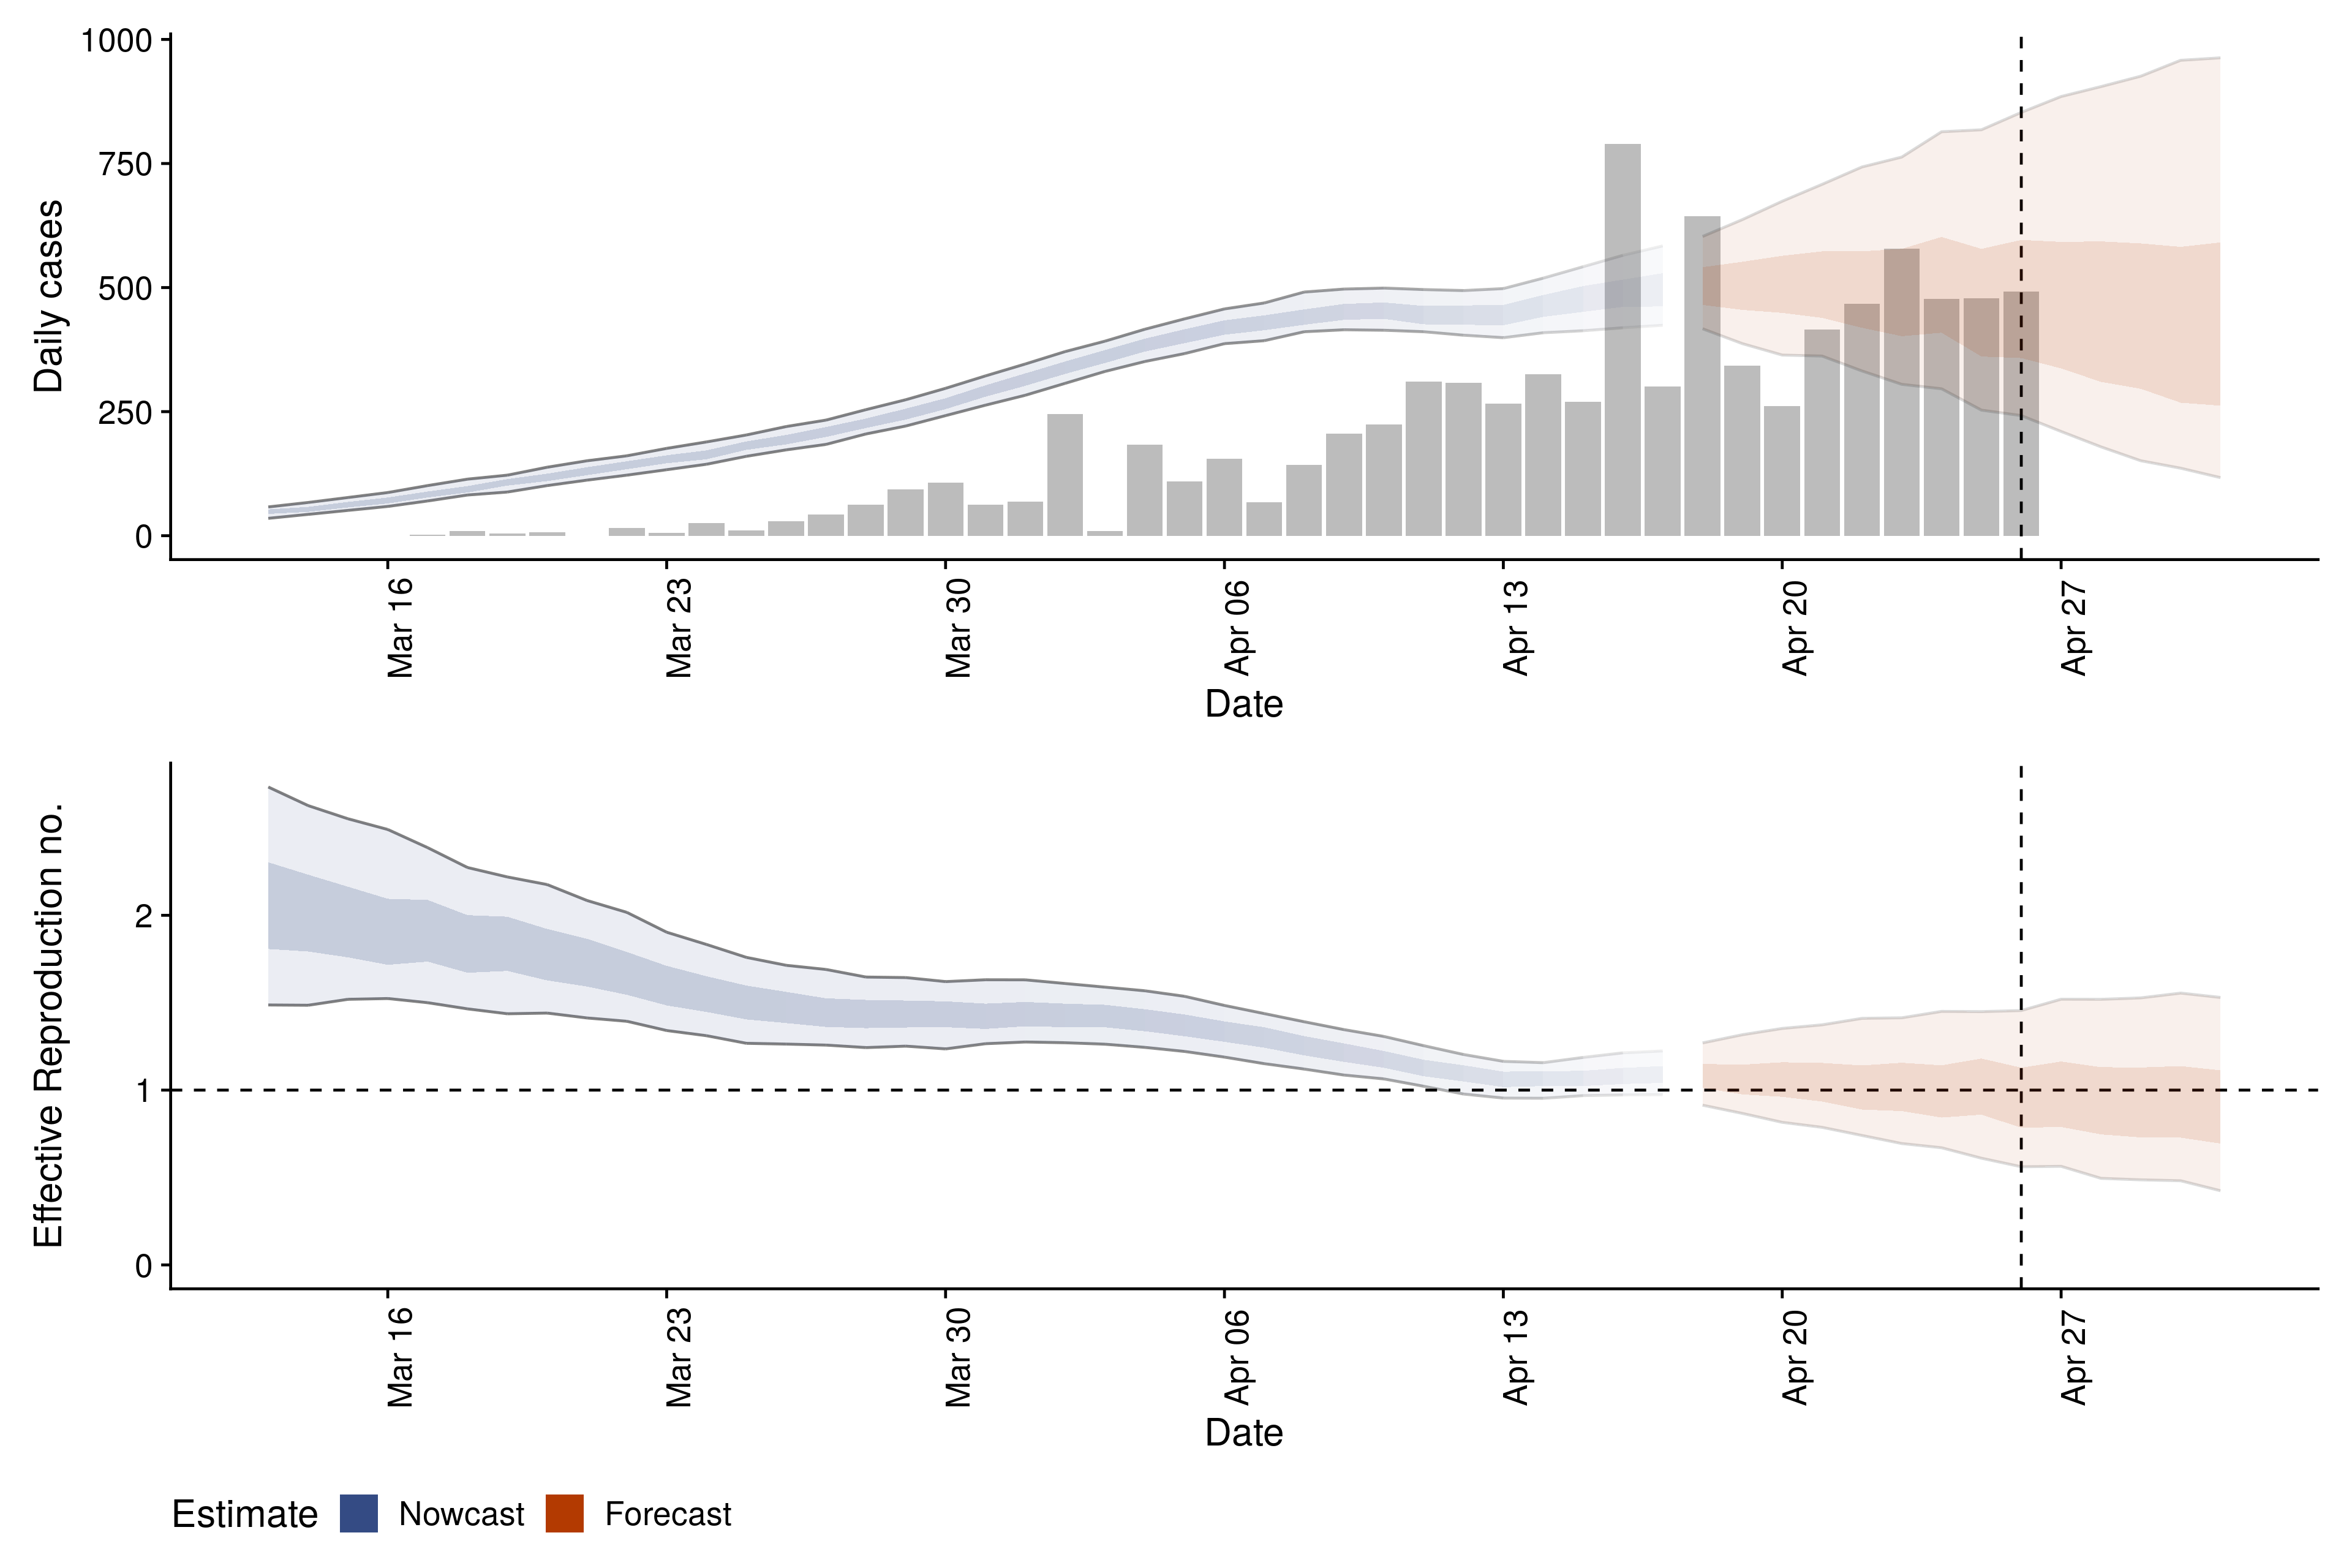 Daily cases
1000
750
500
250
0
Mar 16
Mar 23
Mar 30
Apr 06
Apr 13
Apr 20
Apr 27
Date
Effective Reproduction no.
2
1
0
Mar 16
Mar 23
Mar 30
Apr 06
Apr 13
Apr 20
Apr 27
Date
Estimate Nowcast Forecast